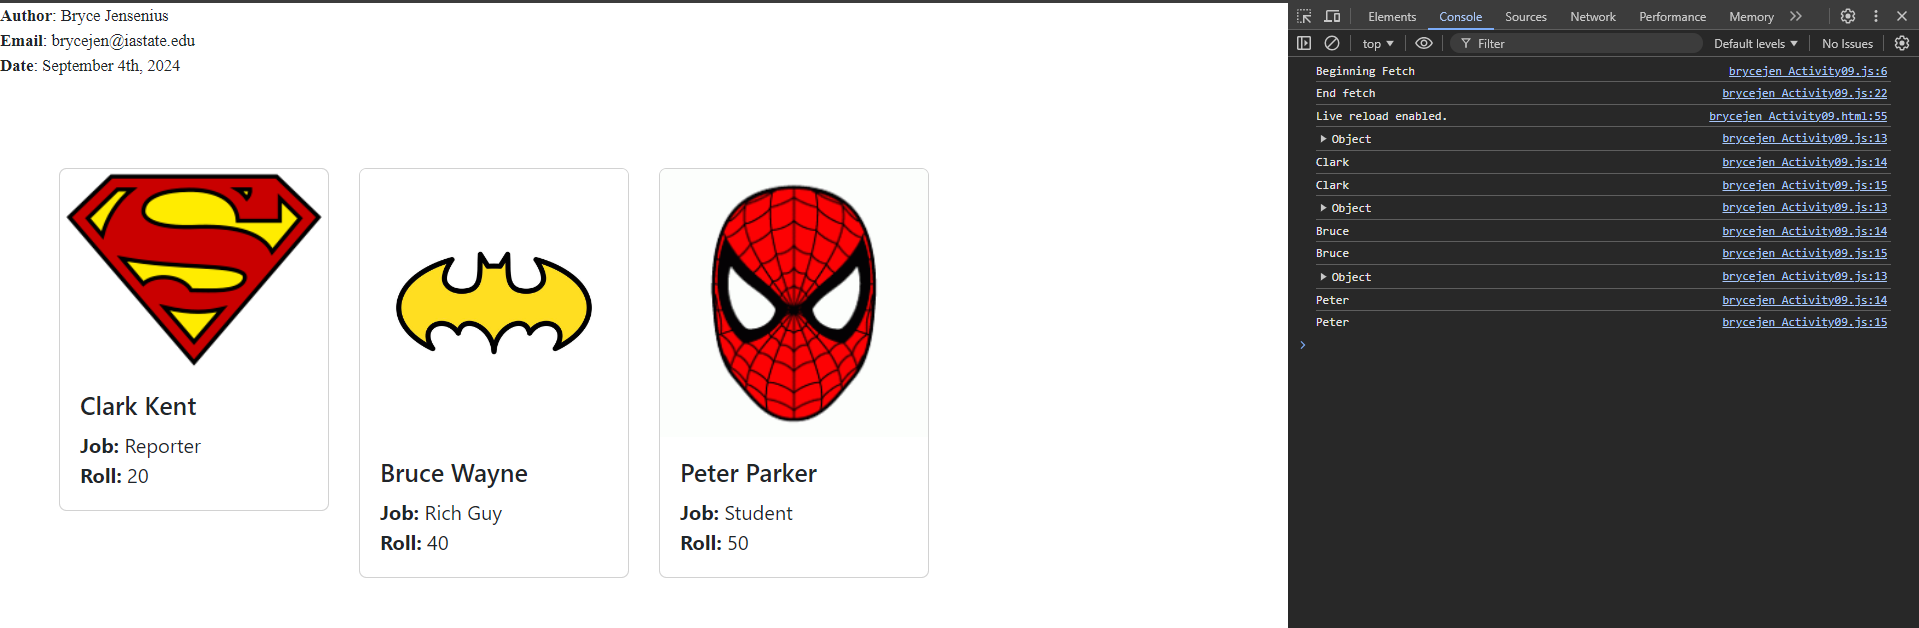 Author: Bryce Jensenius
Email: brycejen@iastate.edu
Date: September 4th, 2024
Clark Kent
Job: Reporter
Roll: 20
Bruce Wayne
Job: Rich Guy
Roll: 40
Peter Parker
Job: Student
Roll: 50
Elements Console Sources Network Performance Memory
top Filter Default levels No Issues
Beginning Fetch brycejen_Activity09.js:6
End fetch brycejen_Activity09.js:22
Live reload enabled. brycejen_Activity09.html:55
Object brycejen_Activity09.js:13
Clark brycejen_Activity09.js:14
Clark brycejen_Activity09.js:15
Object brycejen_Activity09.js:13
Bruce brycejen_Activity09.js:14
Bruce brycejen_Activity09.js:15
Object brycejen_Activity09.js:13
Peter brycejen_Activity09.js:14
Peter brycejen_Activity09.js:15